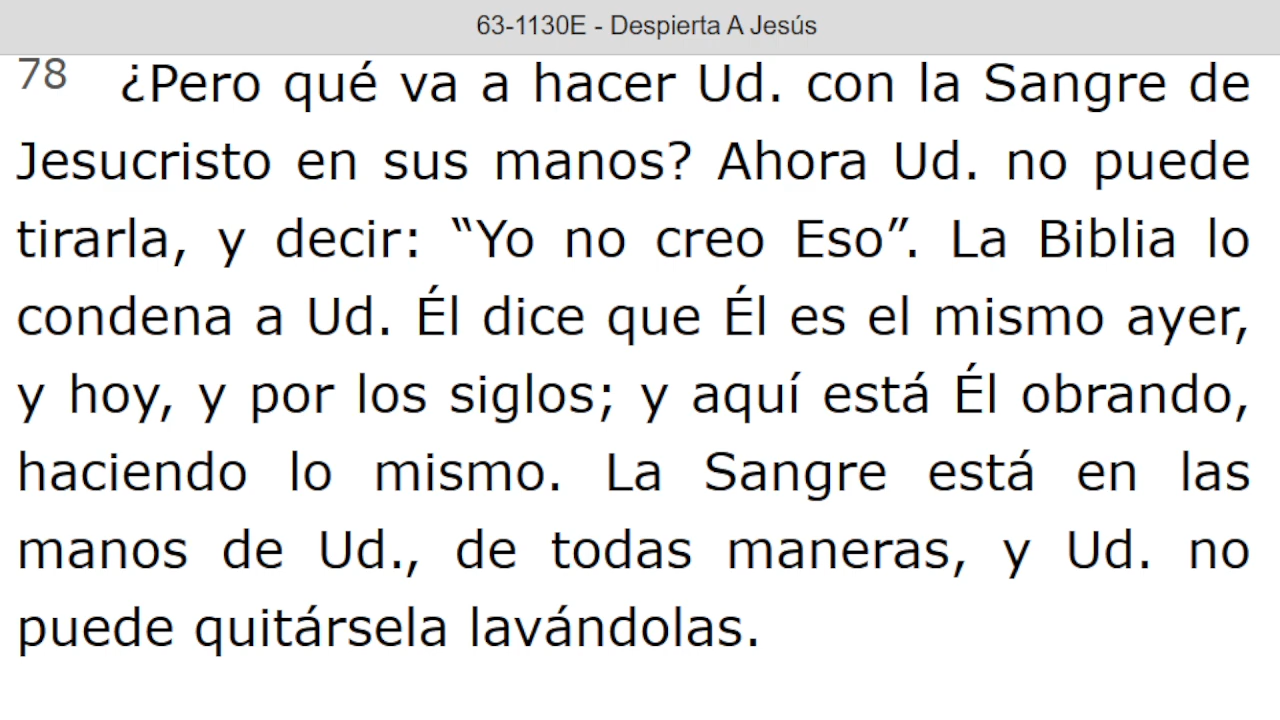 63-1130E - Despierta A Jesús
78 ¿Pero qué va a hacer Ud. con la Sangre de
Jesucristo en sus manos? Ahora Ud. no puede
tirarla, y decir: “Yo no creo Eso”. La Biblia lo
condena a Ud. Él dice que Él es el mismo ayer,
y hoy, y por los siglos; y aquí está Él obrando,
haciendo lo mismo. La Sangre está en las
manos de Ud., de todas maneras, y Ud. no
puede quitársela lavándolas.